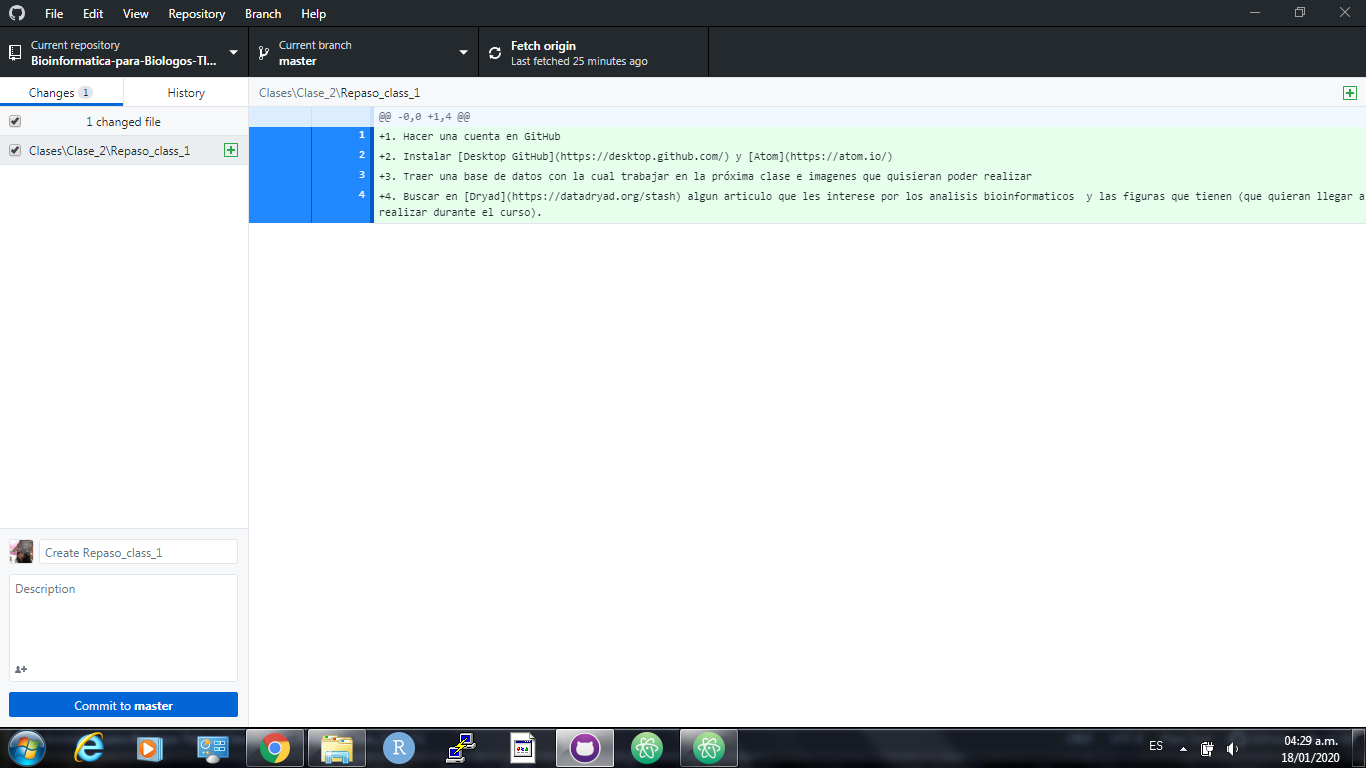 File Edit View Repository Branch Help
Current repository
Bioinformatica-para-Biologos-TI...
Current branch
master
Fetch origin
Last fetched 25 minutes ago
Changes 1 History
Clases\Clase_2\Repaso_class_1
1 changed file
Clases\Clase_2\Repaso_class_1
@@ -0,0 +1,4 @@
1 +1. Hacer una cuenta en GitHub
2 +2. Instalar [Desktop GitHub](https://desktop.github.com/) y [Atom](https://atom.io/)
3 +3. Traer una base de datos con la cual trabajar en la próxima clase e imagenes que quisieran poder realizar
4 +4. Buscar en [Dryad](https://datadryad.org/stash) algun articulo que les interese por los analisis bioinformaticos  y las figuras que tienen (que quieran llegar a
realizar durante el curso).
Create Repaso_class_1
Description
Commit to master
R
ES
04:29 a.m.
18/01/2020